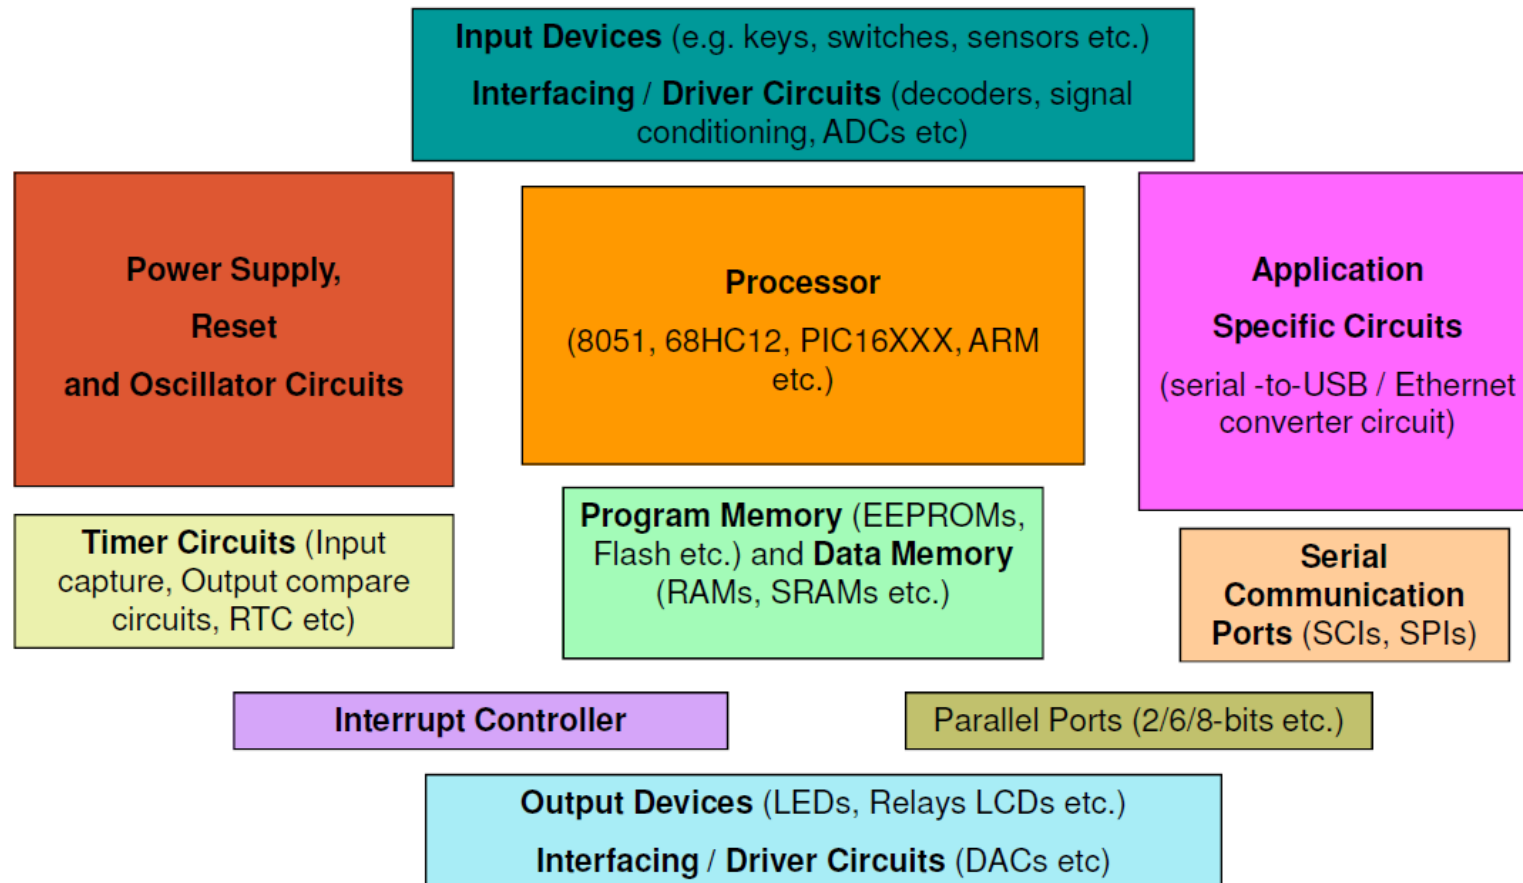 Input Devices (e.g. keys, switches, sensors etc.)
Interfacing / Driver Circuits (decoders, signal
conditioning, ADCs etc)
Power Supply,
Reset
and Oscillator Circuits
Processor
(8051, 68HC12, PIC16XXX, ARM
etc.)
Application
Specific Circuits
(serial -to-USB / Ethernet
converter circuit)
Timer Circuits (Input
capture, Output compare
circuits, RTC etc)
Program Memory (EEPROMs,
Flash etc.) and Data Memory
(RAMs, SRAMs etc.)
Serial
Communication
Ports (SCIs, SPIs)
Interrupt Controller
Parallel Ports (2/6/8-bits etc.)
Output Devices (LEDs, Relays LCDs etc.)
Interfacing / Driver Circuits (DACs etc)